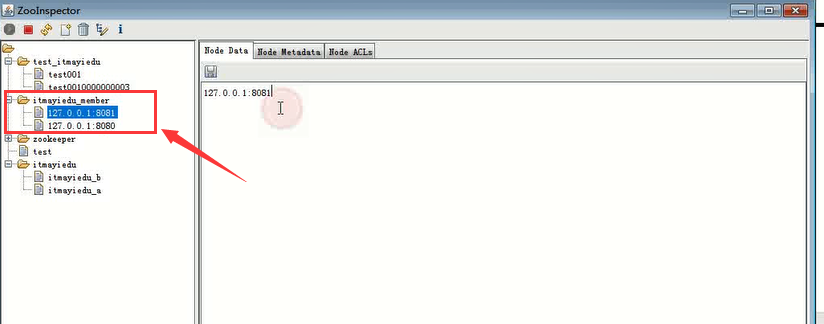 ZooInspector
Node Data Node Metadata Node ACLs
test_itmayiedu
test001
test0010000000003
itmayiedu_member
127.0.0.1:8081
127.0.0.1:8080
zookeeper
test
itmayiedu
itmayiedu_b
itmayiedu_a
127.0.0.1:8081